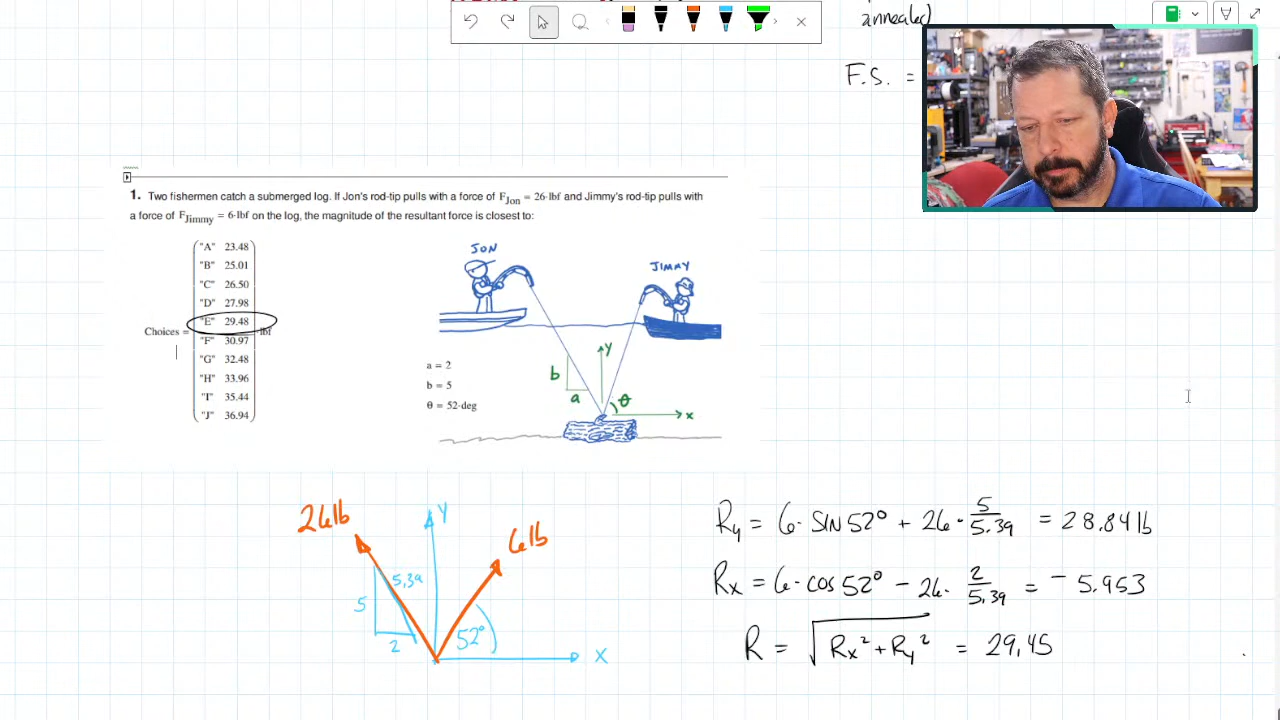 annealed)
F.S. =
1. Two fishermen catch a submerged log. If Jon's rod-tip pulls with a force of F_Jon = 26·lbf and Jimmy's rod-tip pulls with
a force of F_Jimmy = 6·lbf on the log, the magnitude of the resultant force is closest to:
"A" 23.48
"B" 25.01
"C" 26.50
"D" 27.98
"E" 29.48
Choices = lbf
"F" 30.97
"G" 32.48
"H" 33.96
"I" 35.44
"J" 36.94
JON
JIMMY
a = 2
b = 5
θ = 52·deg
y
b
a
θ
x
26lb
y
6lb
5.39
5
2
52°
x
Ry = 6· SIN 52° + 26 · 5/5.39 = 28.84 lb
Rx = 6· cos 52° − 26· 2/5.39 = − 5.953
R = √Rx² + Ry² = 29.45